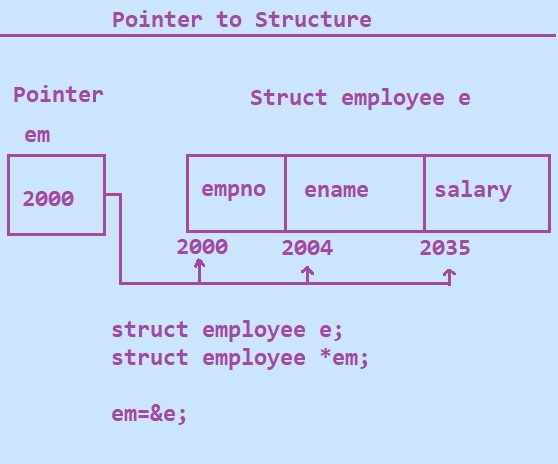 Pointer to Structure
Pointer
em
Struct employee e
2000
empno ename salary
2000 2004 2035
struct employee e;
struct employee *em;
em=&e;